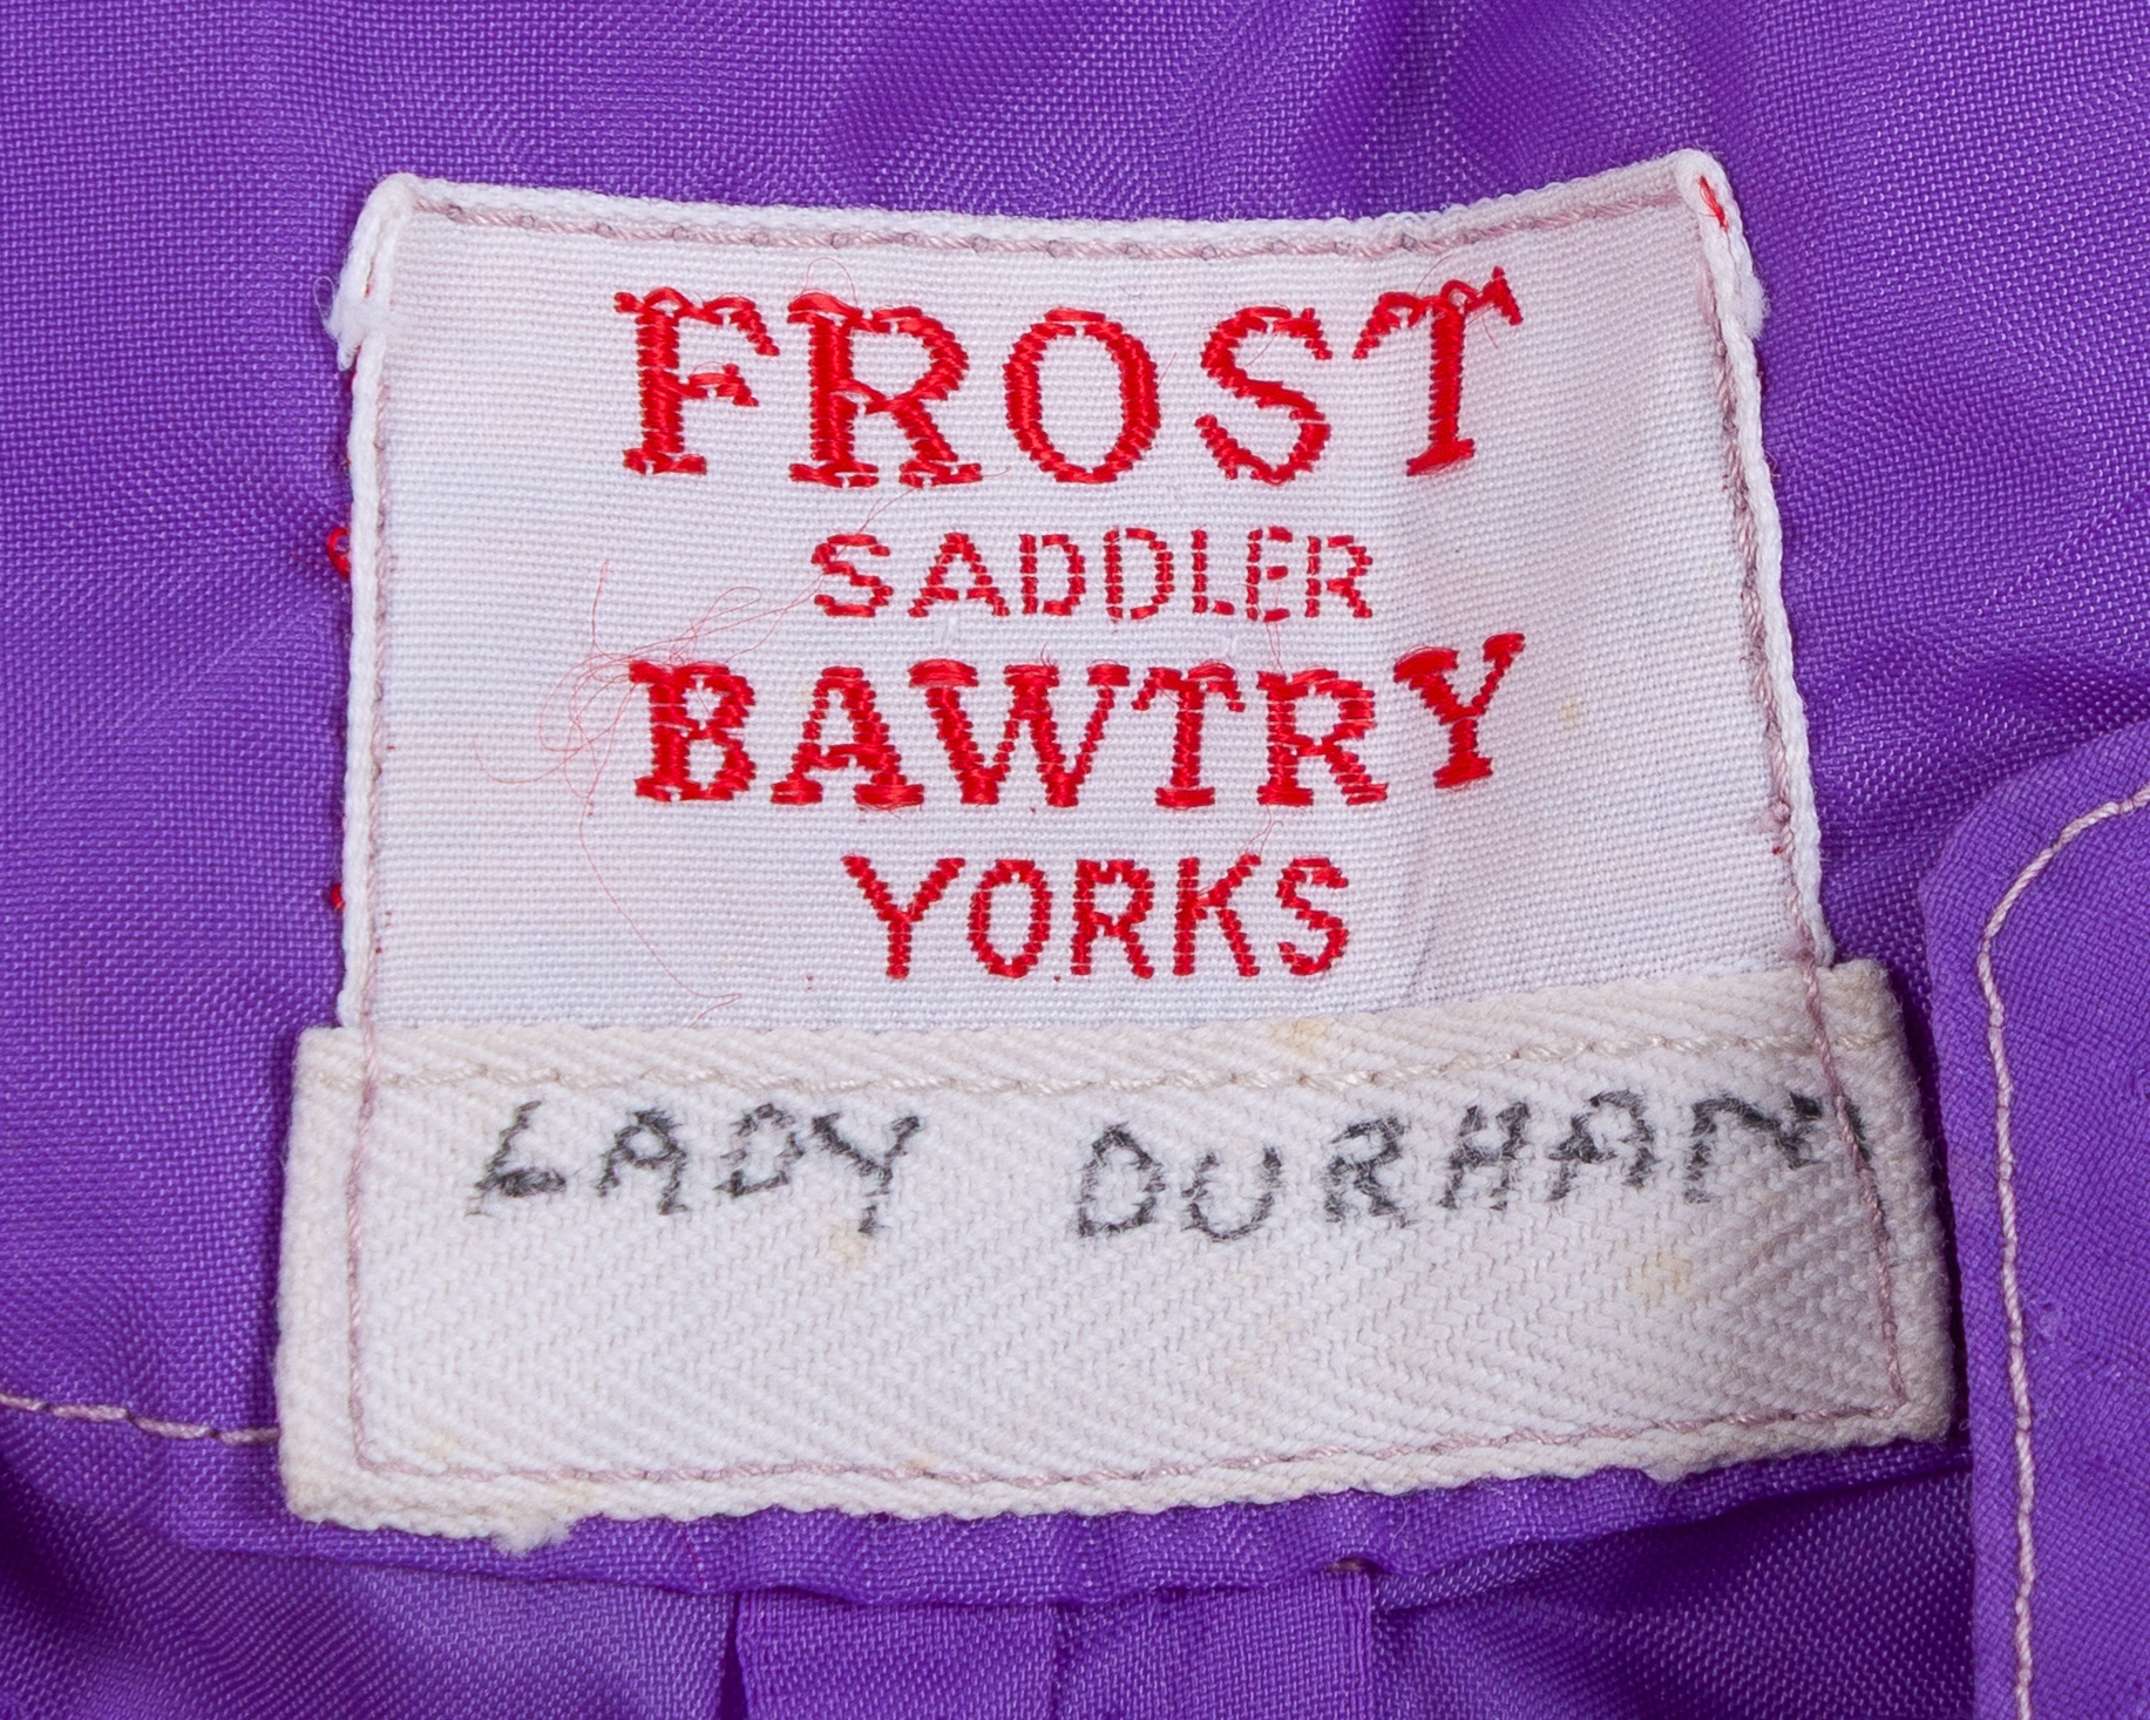 FROST
SADDLER
BAWTRY
YORKS
LADY DURHAM